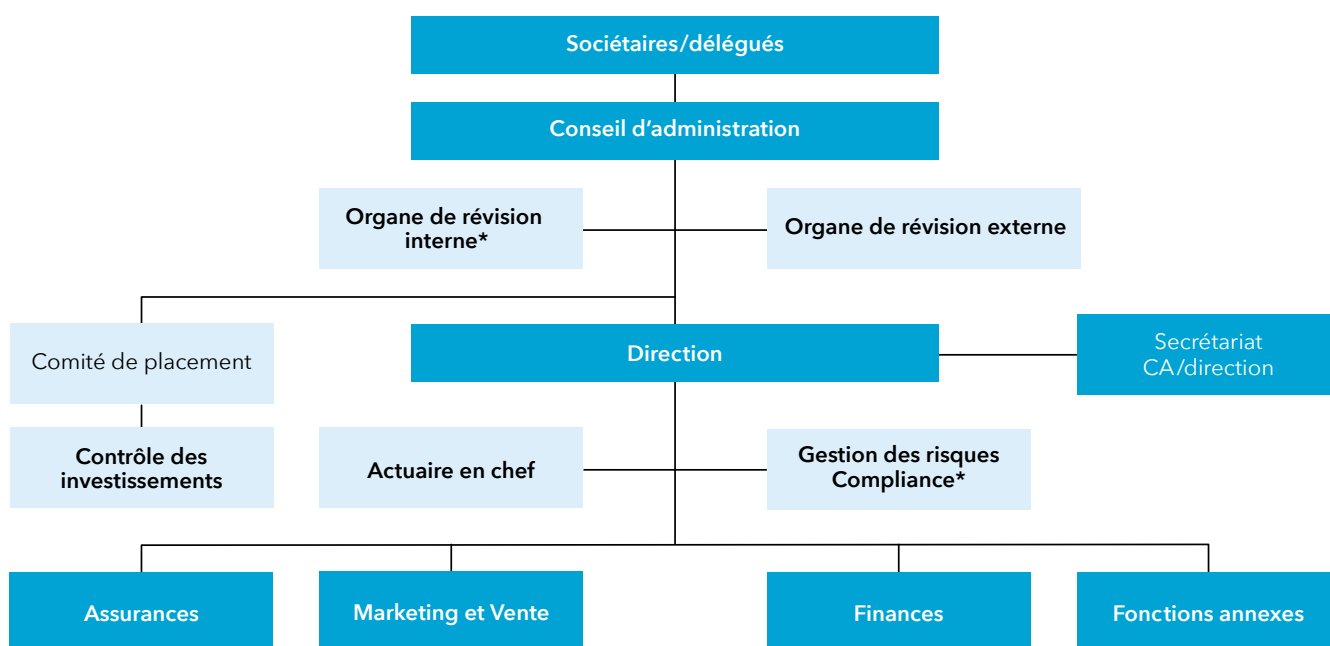 Sociétaires/délégués
Conseil d'administration
Organe de révision
interne*
Organe de révision externe
Comité de placement
Direction
Secrétariat
CA/direction
Contrôle des
investissements
Actuaire en chef
Gestion des risques
Compliance*
Assurances
Marketing et Vente
Finances
Fonctions annexes